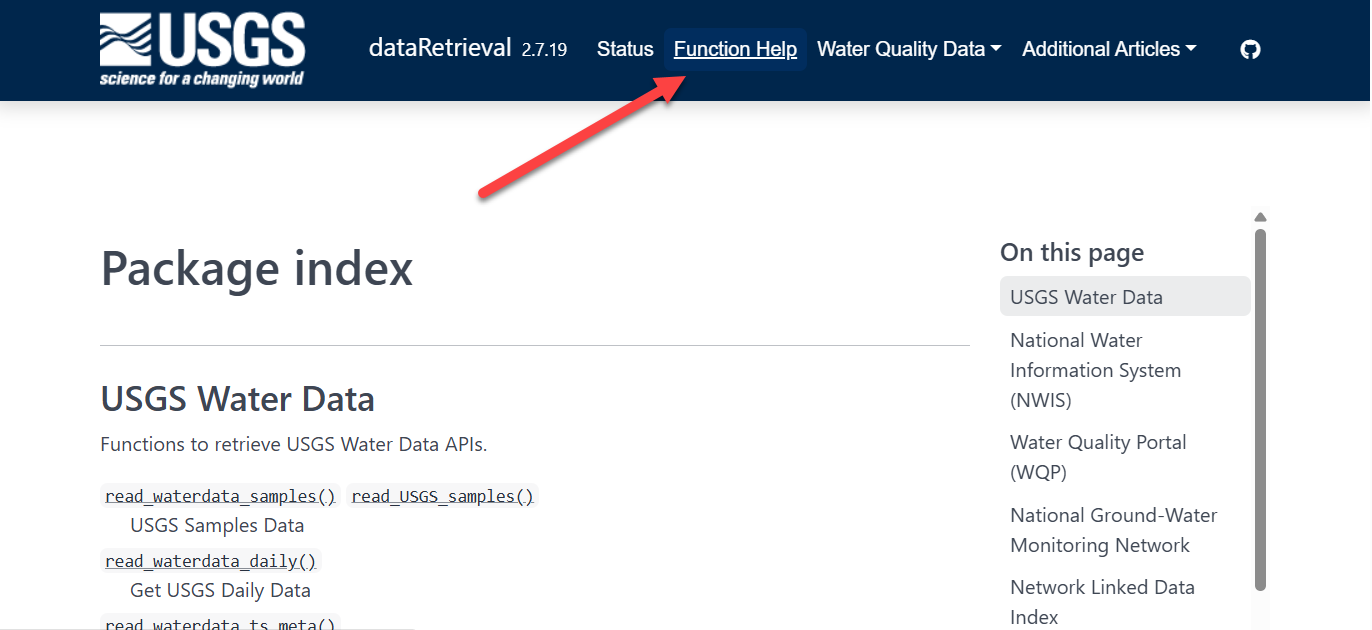 USGS
science for a changing world
dataRetrieval 2.7.19 Status Function Help Water Quality Data Additional Articles
Package index
USGS Water Data
Functions to retrieve USGS Water Data APIs.
read_waterdata_samples() read_USGS_samples()
USGS Samples Data
read_waterdata_daily()
Get USGS Daily Data
read_waterdata_ts_meta()
On this page
USGS Water Data
National Water
Information System
(NWIS)
Water Quality Portal
(WQP)
National Ground-Water
Monitoring Network
Network Linked Data
Index